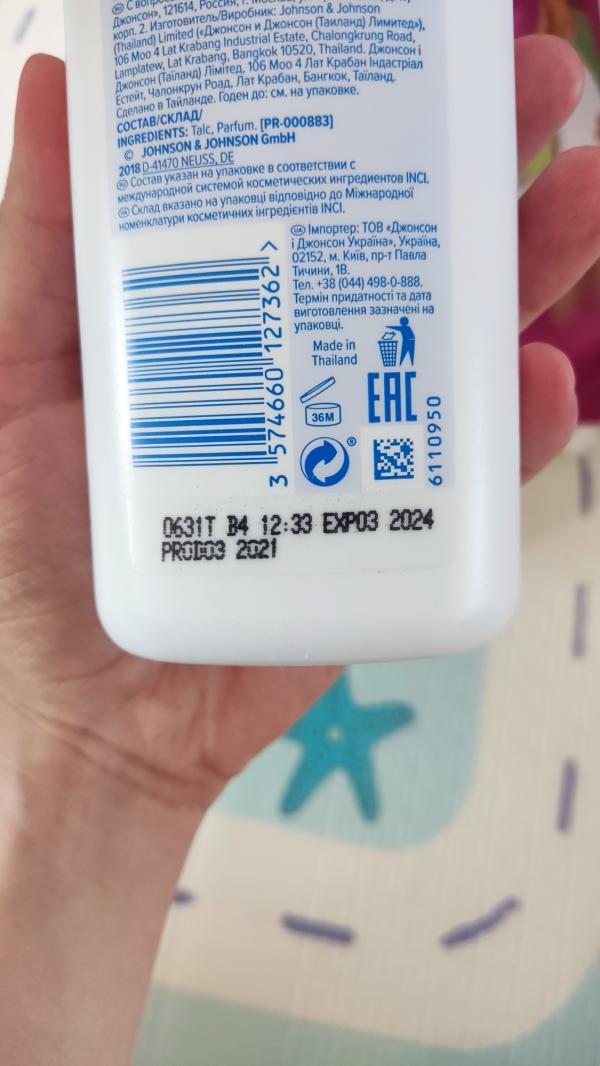 Джонсон», 121614, Россия, г.
корп. 2. Изготовитель/Виробник: Johnson & Johnson
(Thailand) Limited («Джонсон и Джонсон (Таиланд) Лимитед»),
106 Moo 4 Lat Krabang Industrial Estate, Chalongkrung Road,
Lamplatew, Lat Krabang, Bangkok 10520, Thailand. Джонсон і
Джонсон (Таїланд) Лімітед, 106 Моо 4 Лат Крабан Індастріал
Естейт, Чалонкрун Роад, Лат Крабан, Бангкок, Таїланд.
Сделано в Тайланде. Годен до: см. на упаковке.
СОСТАВ/СКЛАД/
INGREDIENTS: Talc, Parfum. [PR-000883]
© JOHNSON & JOHNSON GmbH
2018 D-41470 NEUSS, DE
RU Состав указан на упаковке в соответствии с
международной системой косметических ингредиентов INCI.
UA Склад вказано на упаковці відповідно до Міжнародної
номенклатури косметичних інгредієнтів INCI.
UA Імпортер: ТОВ «Джонсон
і Джонсон Україна», Україна,
02152, м. Київ, пр-т Павла
Тичини, 1В.
Тел. +38 (044) 498-0-888.
Термін придатності та дата
виготовлення зазначені на
упаковці.
Made in
Thailand
36M
EAC
®
6110950
3 574660 127362 >
0631T B4 12:33 EXP03 2024
PROD03 2021